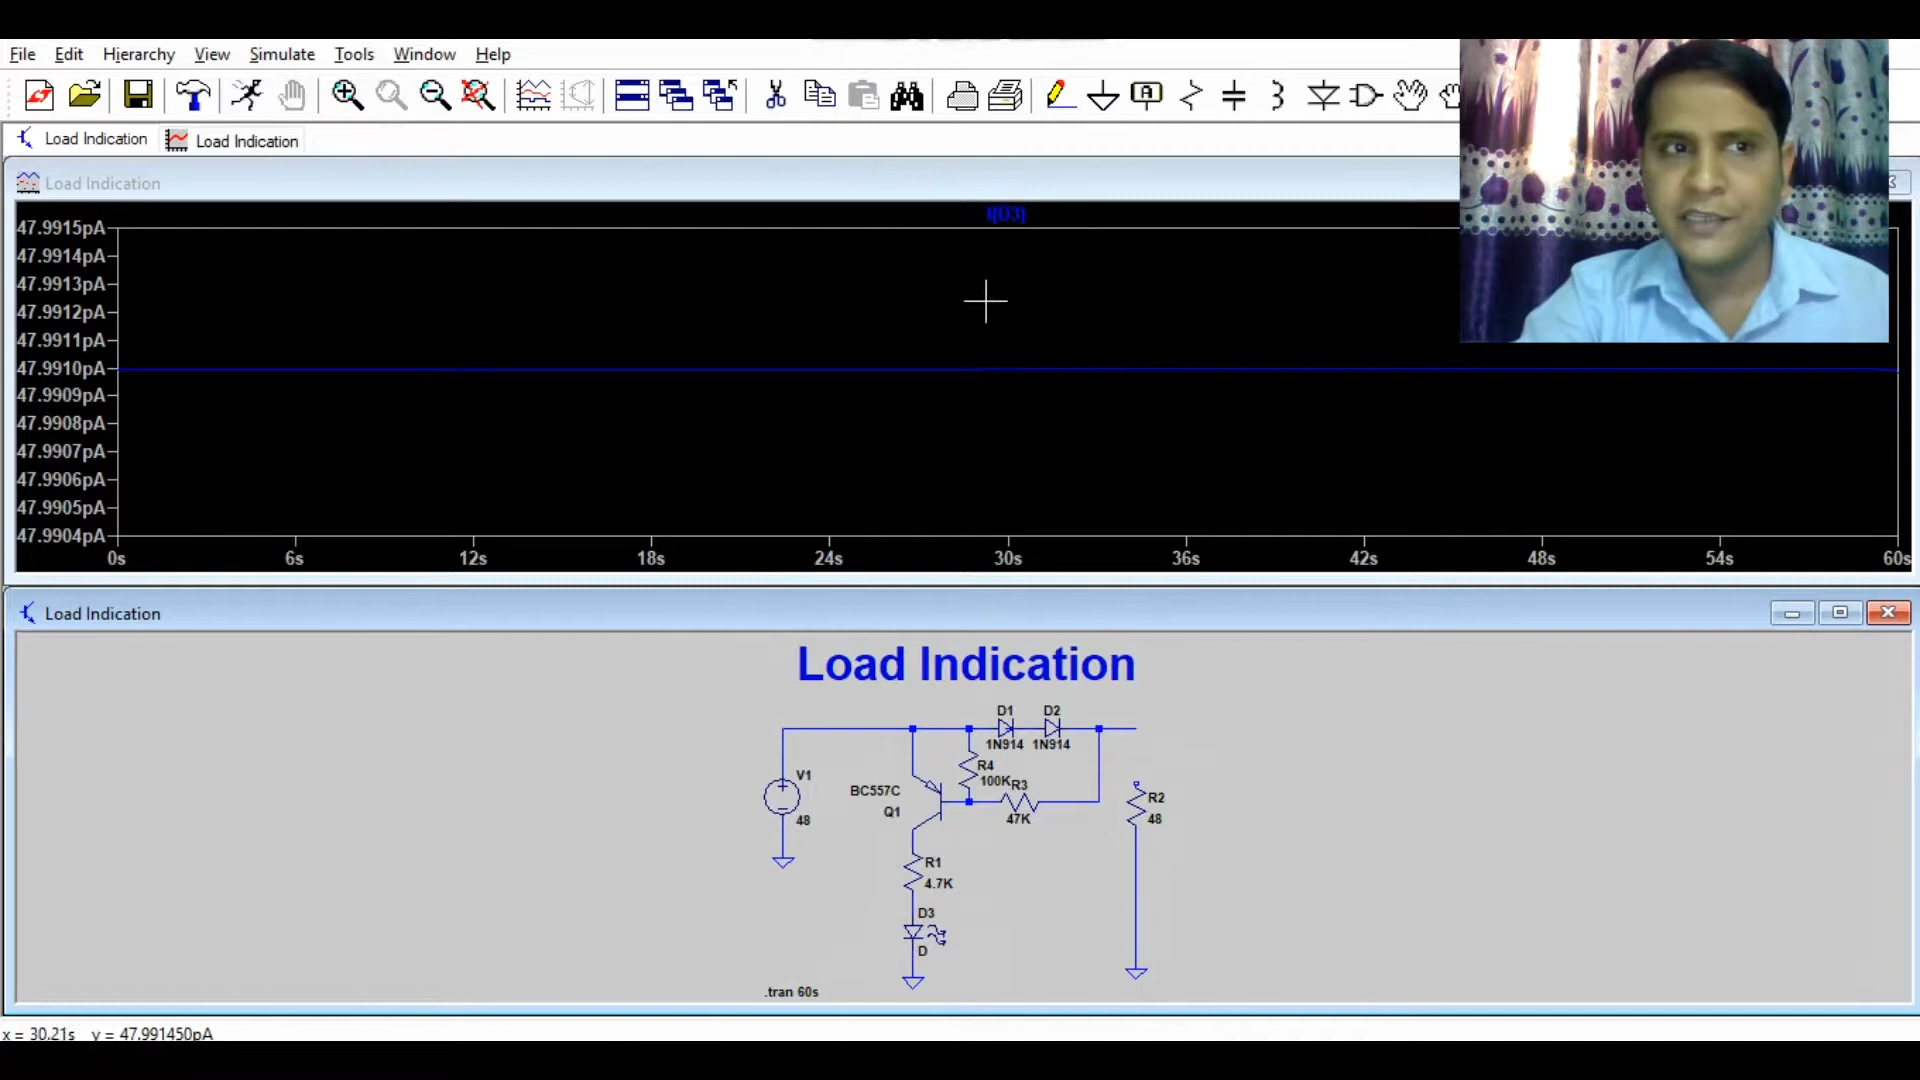 File Edit Hierarchy View Simulate Tools Window Help
A
Load Indication Load Indication
Load Indication
I(D3)
47.9915pA
47.9914pA
47.9913pA
47.9912pA
47.9911pA
47.9910pA
47.9909pA
47.9908pA
47.9907pA
47.9906pA
47.9905pA
47.9904pA
0s 6s 12s 18s 24s 30s 36s 42s 48s 54s 60s
Load Indication
Load Indication
D1 D2
1N914 1N914
V1
48
BC557C
Q1
R4
100K
R3
47K
R2
48
R1
4.7K
D3
D
.tran 60s
x = 30.21s y = 47.991450pA